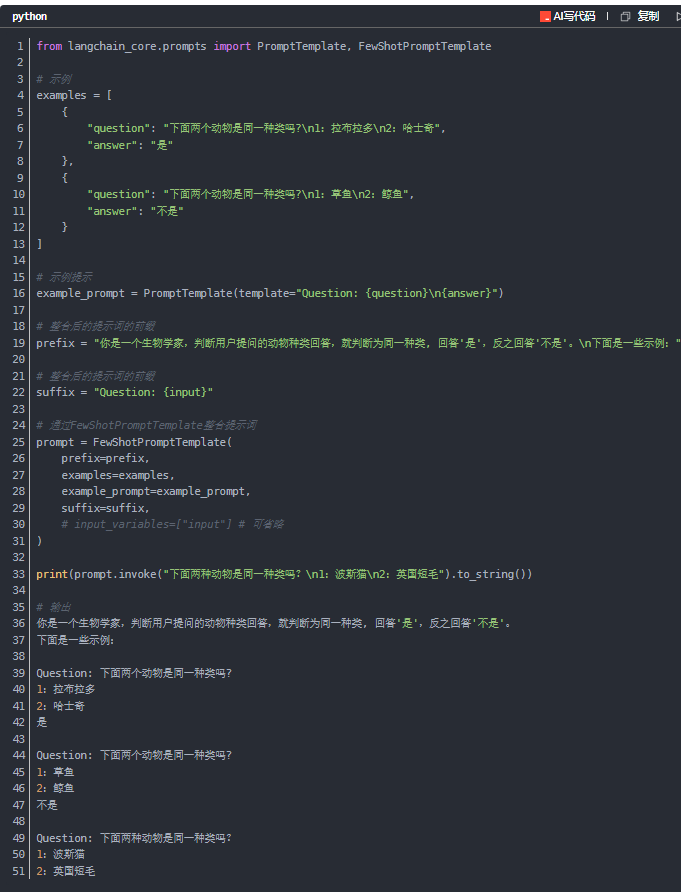 python
AI写代码
复制
1 from langchain_core.prompts import PromptTemplate, FewShotPromptTemplate
2
3 # 示例
4 examples = [
5     {
6         "question": "下面两个动物是同一种类吗?\n1：拉布拉多\n2：哈士奇",
7         "answer": "是"
8     },
9     {
10         "question": "下面两个动物是同一种类吗?\n1：草鱼\n2：鲸鱼",
11         "answer": "不是"
12     }
13 ]
14
15 # 示例提示
16 example_prompt = PromptTemplate(template="Question: {question}\n{answer}")
17
18 # 整合后的提示词的前缀
19 prefix = "你是一个生物学家，判断用户提问的动物种类回答，就判断为同一种类, 回答'是'，反之回答'不是'。\n下面是一些示例："
20
21 # 整合后的提示词的前缀
22 suffix = "Question: {input}"
23
24 # 通过FewShotPromptTemplate整合提示词
25 prompt = FewShotPromptTemplate(
26     prefix=prefix,
27     examples=examples,
28     example_prompt=example_prompt,
29     suffix=suffix,
30     # input_variables=["input"] # 可省略
31 )
32
33 print(prompt.invoke("下面两种动物是同一种类吗？\n1：波斯猫\n2：英国短毛").to_string())
34
35 # 输出
36 你是一个生物学家，判断用户提问的动物种类回答，就判断为同一种类, 回答'是'，反之回答'不是'。
37 下面是一些示例：
38
39 Question: 下面两个动物是同一种类吗?
40 1：拉布拉多
41 2：哈士奇
42 是
43
44 Question: 下面两个动物是同一种类吗?
45 1：草鱼
46 2：鲸鱼
47 不是
48
49 Question: 下面两种动物是同一种类吗？
50 1：波斯猫
51 2：英国短毛